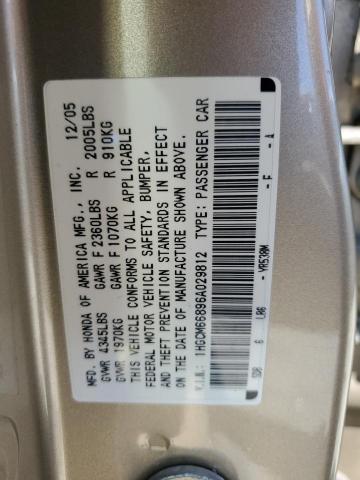 MFD. BY HONDA OF AMERICA MFG., INC. 12/05
GVWR 4345LBS GAWR F 2360LBS R 2005LBS
GVWR 1970KG GAWR F 1070KG R 910KG
THIS VEHICLE CONFORMS TO ALL APPLICABLE
FEDERAL MOTOR VEHICLE SAFETY, BUMPER,
AND THEFT PREVENTION STANDARDS IN EFFECT
ON THE DATE OF MANUFACTURE SHOWN ABOVE.
V.I.N.: 1HGCM66896A029812 TYPE: PASSENGER CAR
YR538M F A